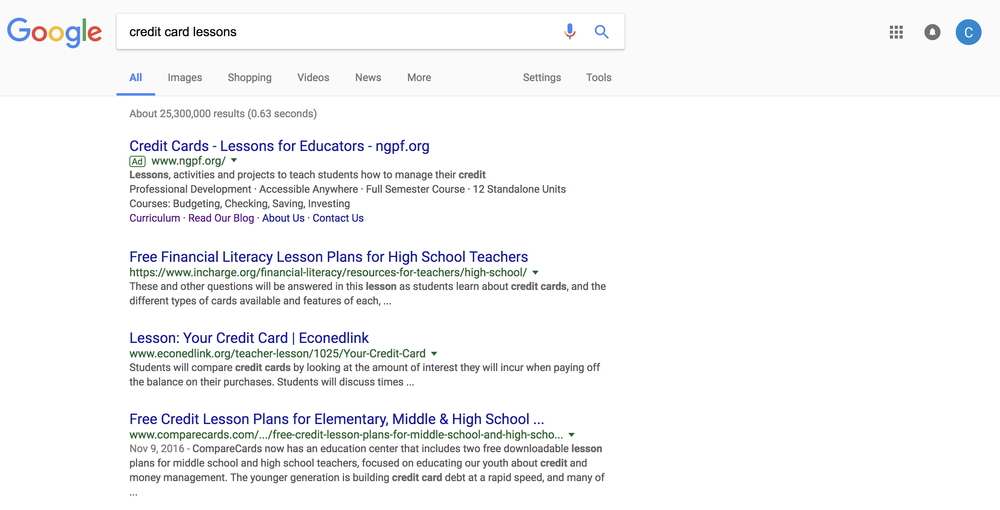 Google
credit card lessons
C
All Images Shopping Videos News More Settings Tools
About 25,300,000 results (0.63 seconds)
Credit Cards - Lessons for Educators - ngpf.org
Ad www.ngpf.org/
Lessons, activities and projects to teach students how to manage their credit
Professional Development · Accessible Anywhere · Full Semester Course · 12 Standalone Units
Courses: Budgeting, Checking, Saving, Investing
Curriculum · Read Our Blog · About Us · Contact Us
Free Financial Literacy Lesson Plans for High School Teachers
https://www.incharge.org/financial-literacy/resources-for-teachers/high-school/
These and other questions will be answered in this lesson as students learn about credit cards, and the
different types of cards available and features of each, ...
Lesson: Your Credit Card | Econedlink
www.econedlink.org/teacher-lesson/1025/Your-Credit-Card
Students will compare credit cards by looking at the amount of interest they will incur when paying off
the balance on their purchases. Students will discuss times ...
Free Credit Lesson Plans for Elementary, Middle & High School ...
www.comparecards.com/.../free-credit-lesson-plans-for-middle-school-and-high-scho...
Nov 9, 2016 - CompareCards now has an education center that includes two free downloadable lesson
plans for middle school and high school teachers, focused on educating our youth about credit and
money management. The younger generation is building credit card debt at a rapid speed, and many of
...